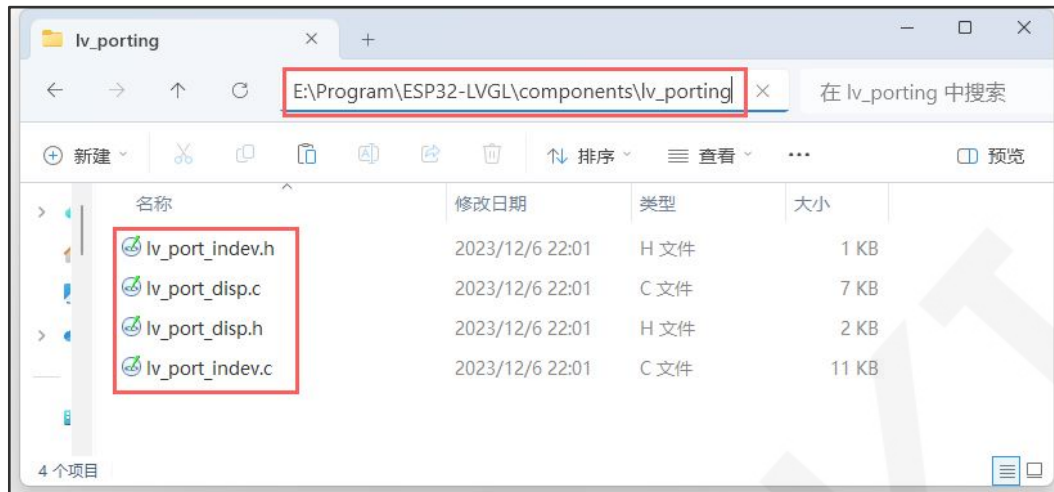 lv_porting
E:\Program\ESP32-LVGL\components\lv_porting 在 lv_porting 中搜索
新建 排序 查看 ... 预览
名称 修改日期 类型 大小
lv_port_indev.h 2023/12/6 22:01 H 文件 1 KB
lv_port_disp.c 2023/12/6 22:01 C 文件 7 KB
lv_port_disp.h 2023/12/6 22:01 H 文件 2 KB
lv_port_indev.c 2023/12/6 22:01 C 文件 11 KB
4 个项目